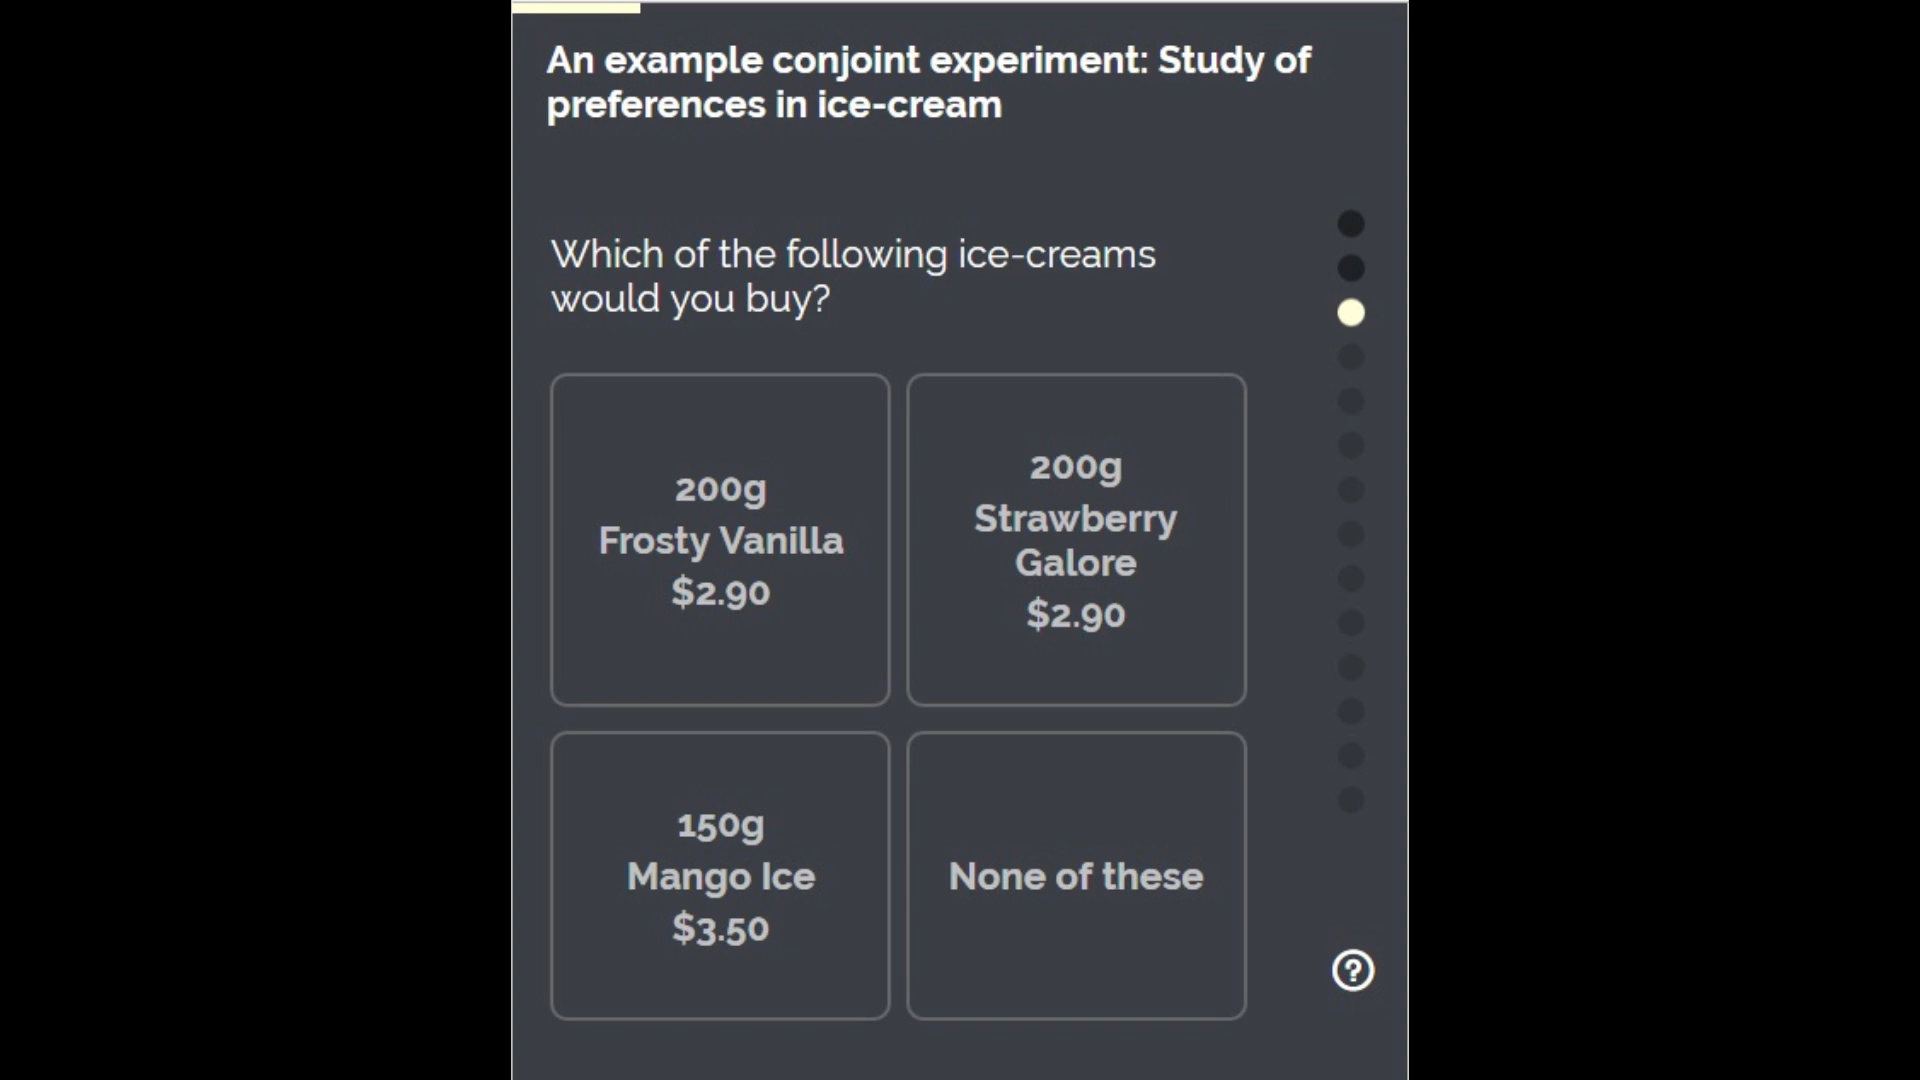 An example conjoint experiment: Study of
preferences in ice-cream
Which of the following ice-creams
would you buy?
200g
Frosty Vanilla
$2.90
200g
Strawberry
Galore
$2.90
150g
Mango Ice
$3.50
None of these
?